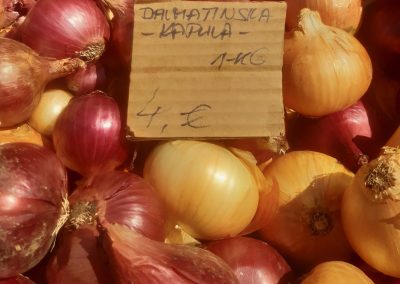 DALMATINSKA
-KAPULA-
1-KG
4,€